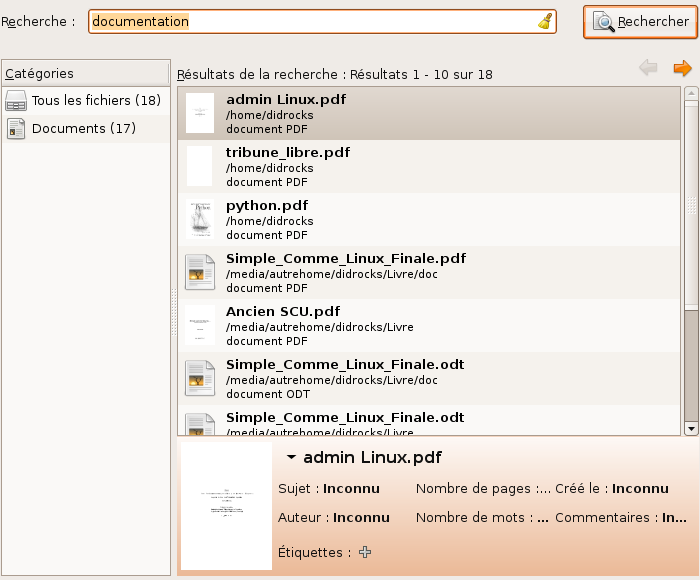 Recherche :
documentation
Rechercher
Catégories
Tous les fichiers (18)
Documents (17)
Résultats de la recherche : Résultats 1 - 10 sur 18
admin Linux.pdf
/home/didrocks
document PDF
tribune_libre.pdf
/home/didrocks
document PDF
python.pdf
/home/didrocks
document PDF
Simple_Comme_Linux_Finale.pdf
/media/autrehome/didrocks/Livre/doc
document PDF
Ancien SCU.pdf
/media/autrehome/didrocks/Livre
document PDF
Simple_Comme_Linux_Finale.odt
/media/autrehome/didrocks/Livre/doc
document ODT
Simple_Comme_Linux_Finale.odt
/media/autrehome/didrocks/Livre
admin Linux.pdf
Sujet : Inconnu Nombre de pages :... Créé le : Inconnu
Auteur : Inconnu Nombre de mots : ... Commentaires : In...
Étiquettes :